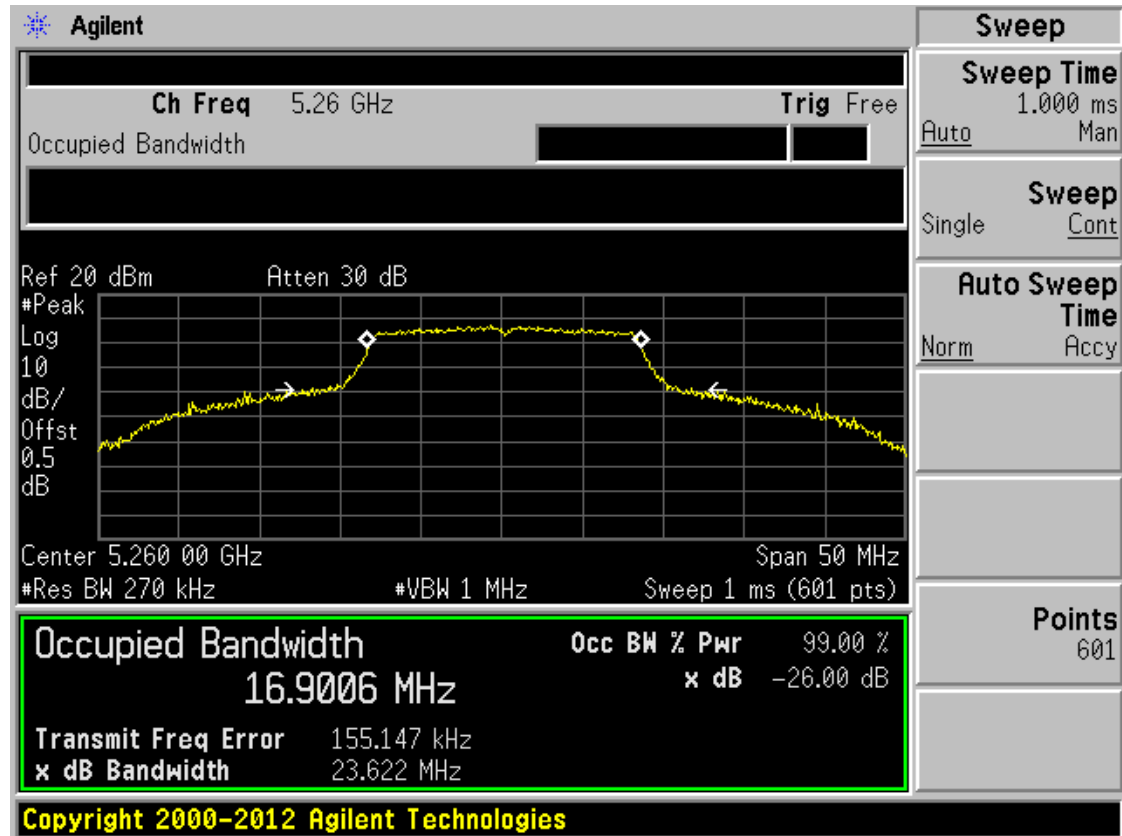 Agilent
Ch Freq 5.26 GHz Trig Free
Occupied Bandwidth
Ref 20 dBm Atten 30 dB
#Peak
Log
10
dB/
Offst
0.5
dB
Center 5.260 00 GHz Span 50 MHz
#Res BW 270 kHz #VBW 1 MHz Sweep 1 ms (601 pts)
Occupied Bandwidth
16.9006 MHz
Occ BW % Pwr 99.00 %
x dB -26.00 dB
Transmit Freq Error 155.147 kHz
x dB Bandwidth 23.622 MHz
Copyright 2000-2012 Agilent Technologies
Sweep
Sweep Time
1.000 ms
Auto Man
Sweep
Single Cont
Auto Sweep
Time
Norm Accy
Points
601